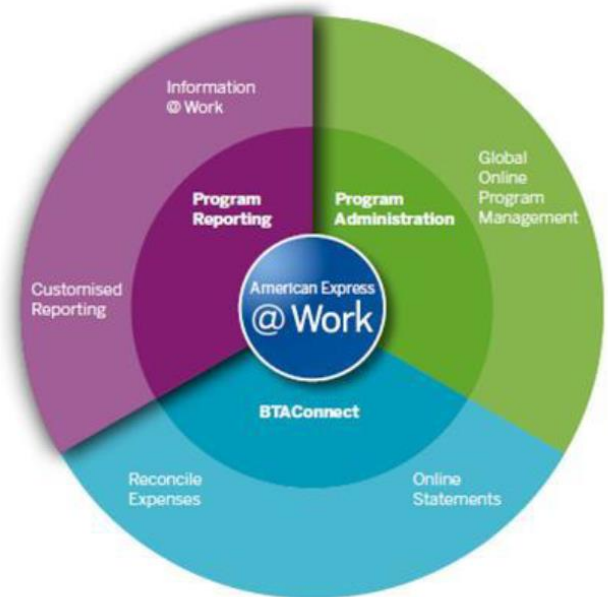 Information
@ Work
Global
Online
Program
Management
Program
Reporting
Program
Administration
American Express
@ Work
Customised
Reporting
BTAConnect
Reconcile
Expenses
Online
Statements